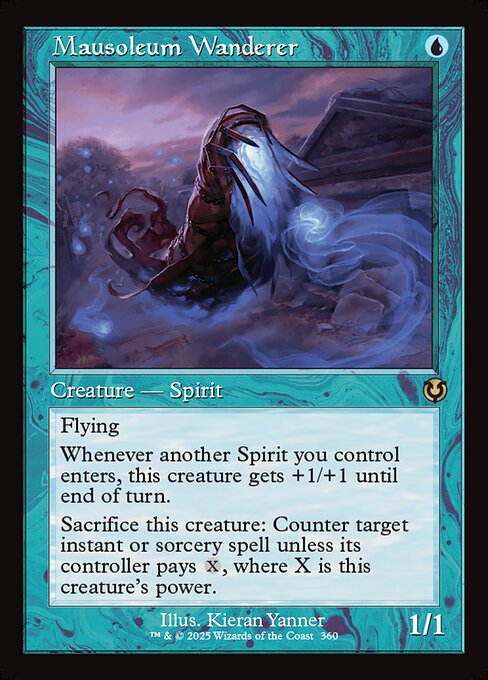 Mausoleum Wanderer
Creature — Spirit
Flying
Whenever another Spirit you control
enters, this creature gets +1/+1 until
end of turn.
Sacrifice this creature: Counter target
instant or sorcery spell unless its
controller pays X, where X is this
creature's power.
Illus. Kieran Yanner
1/1
™ & © 2025 Wizards of the Coast 360